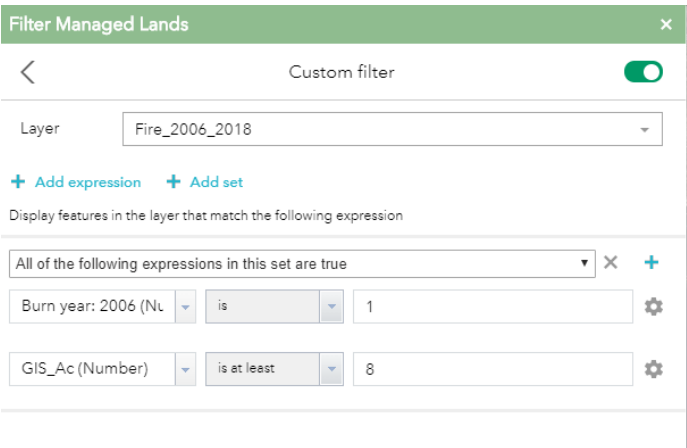 Filter Managed Lands ×
Custom filter
Layer Fire_2006_2018
+ Add expression + Add set
Display features in the layer that match the following expression
All of the following expressions in this set are true
Burn year: 2006 (Nu is 1
GIS_Ac (Number) is at least 8